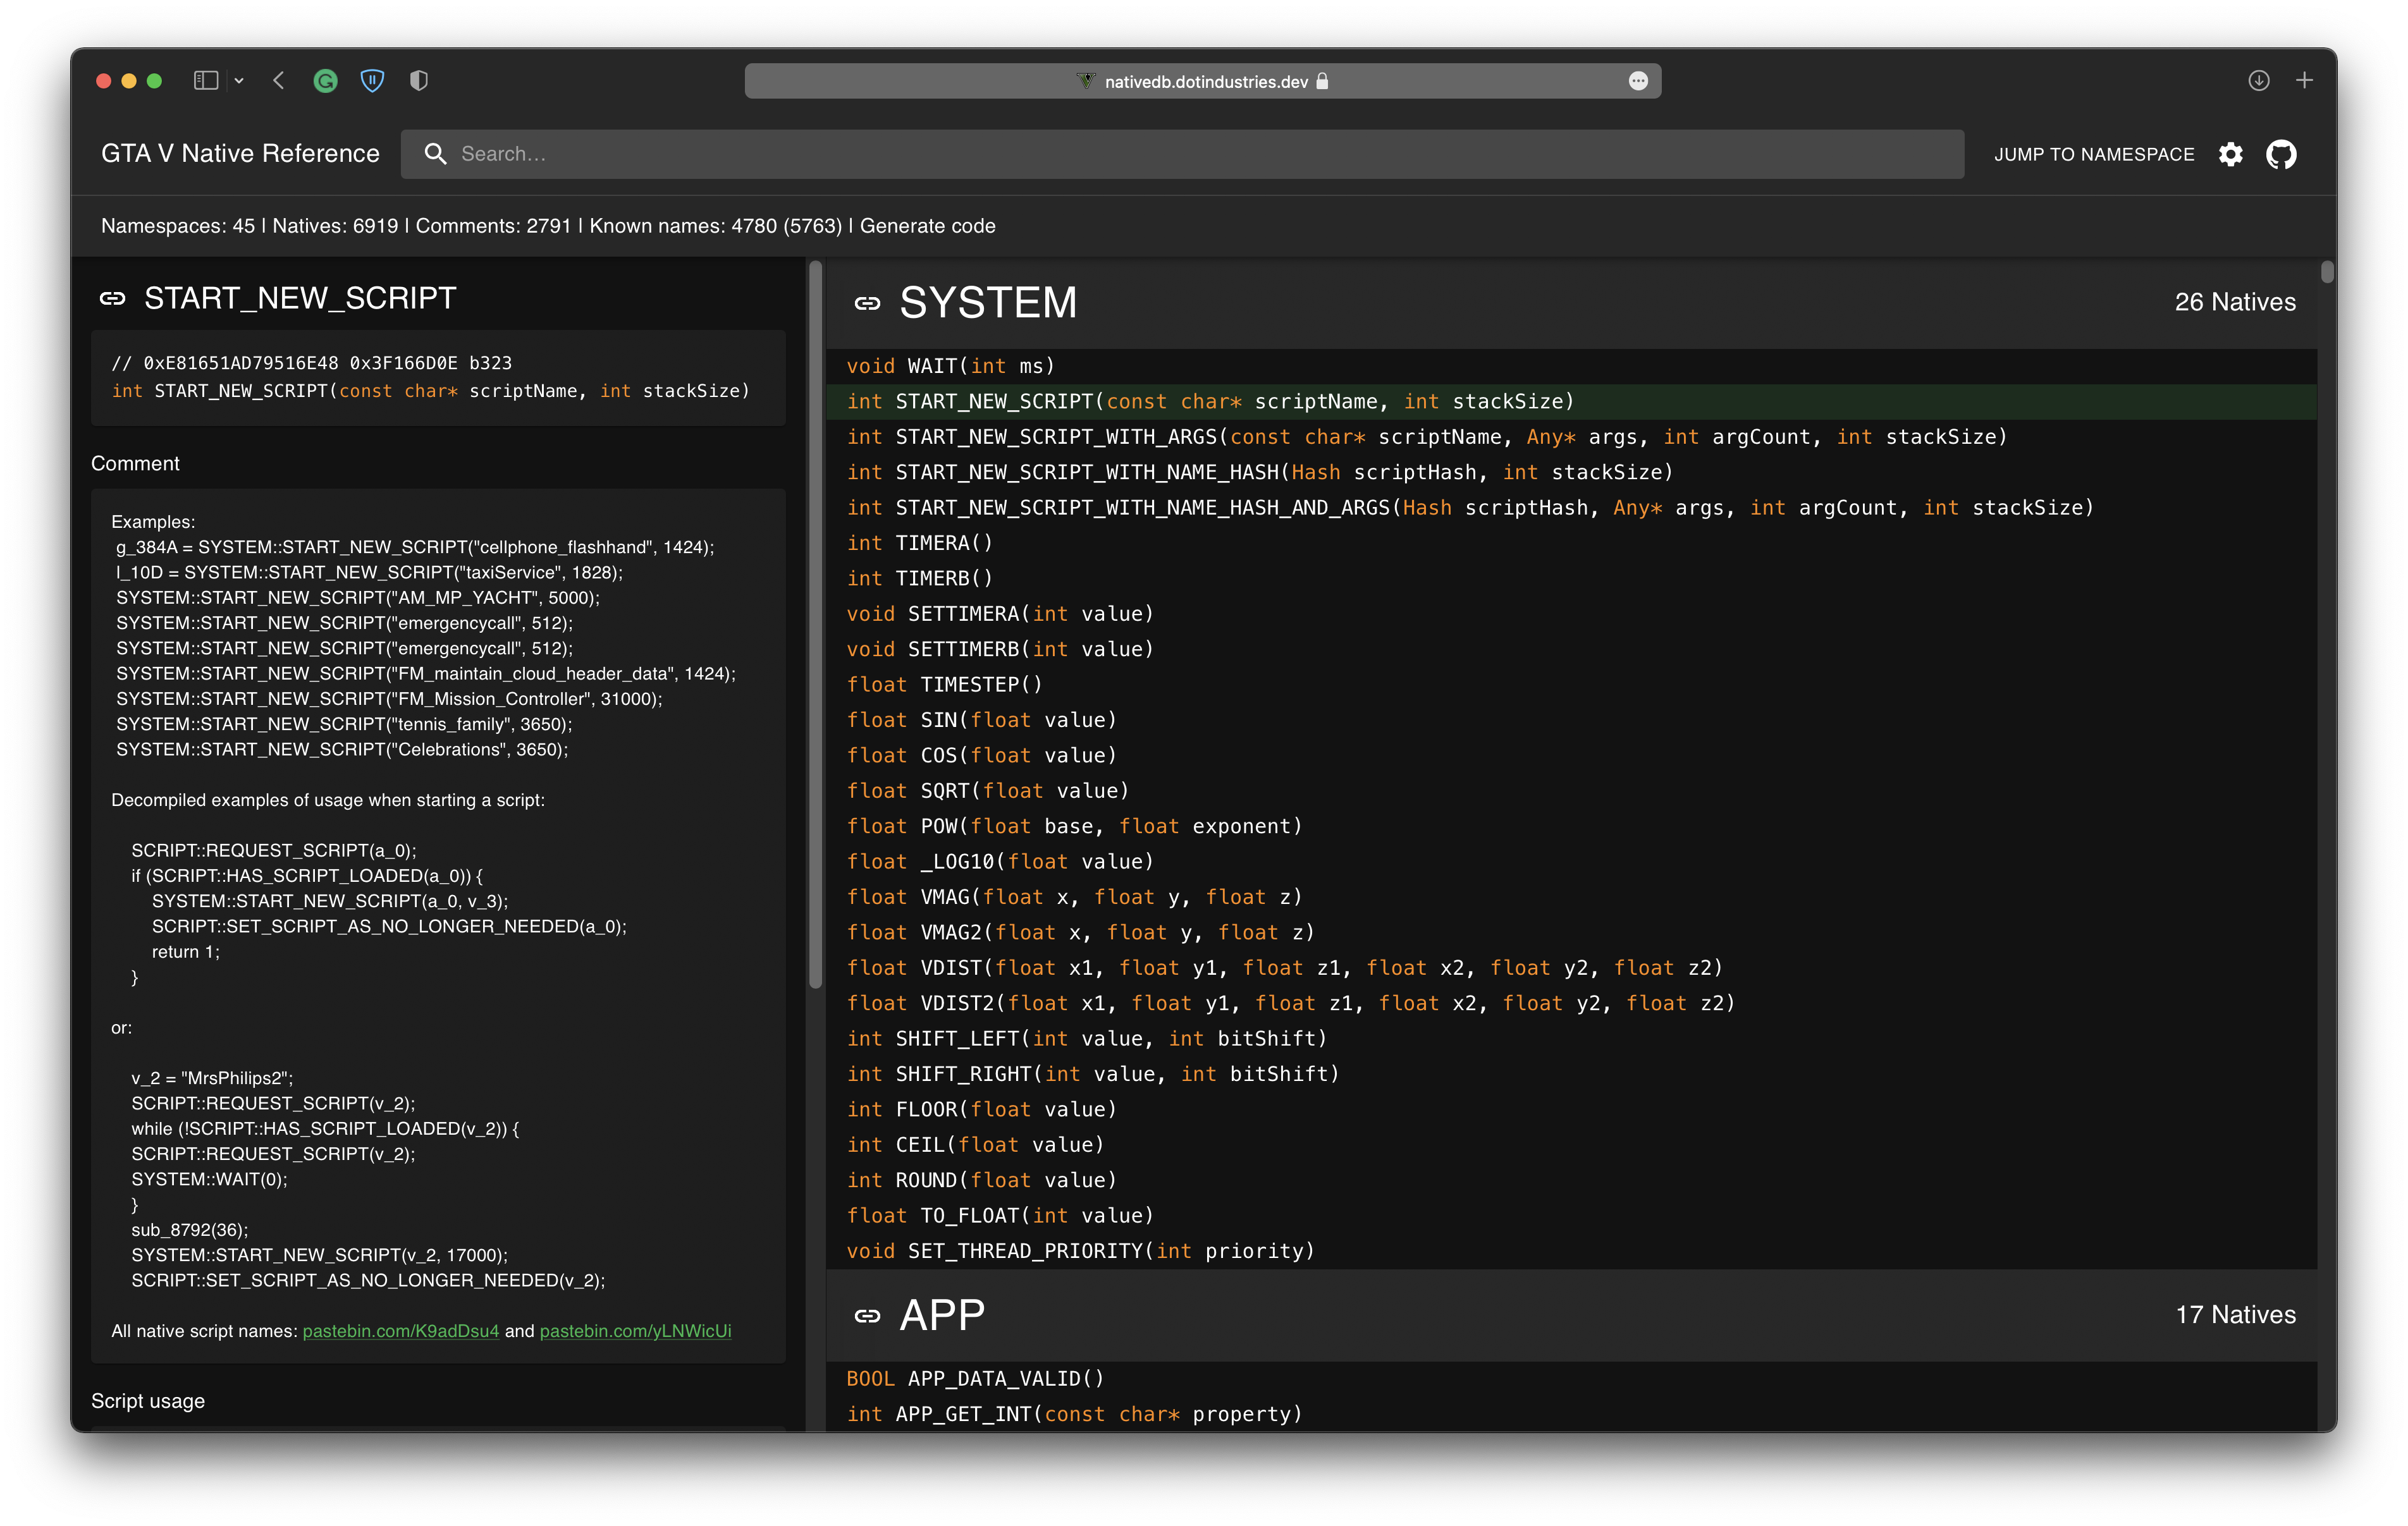 nativedb.dotindustries.dev
GTA V Native Reference
Search…
JUMP TO NAMESPACE
Namespaces: 45 | Natives: 6919 | Comments: 2791 | Known names: 4780 (5763) | Generate code
START_NEW_SCRIPT
// 0xE81651AD79516E48 0x3F166D0E b323
int START_NEW_SCRIPT(const char* scriptName, int stackSize)
Comment
Examples:
g_384A = SYSTEM::START_NEW_SCRIPT("cellphone_flashhand", 1424);
l_10D = SYSTEM::START_NEW_SCRIPT("taxiService", 1828);
SYSTEM::START_NEW_SCRIPT("AM_MP_YACHT", 5000);
SYSTEM::START_NEW_SCRIPT("emergencycall", 512);
SYSTEM::START_NEW_SCRIPT("emergencycall", 512);
SYSTEM::START_NEW_SCRIPT("FM_maintain_cloud_header_data", 1424);
SYSTEM::START_NEW_SCRIPT("FM_Mission_Controller", 31000);
SYSTEM::START_NEW_SCRIPT("tennis_family", 3650);
SYSTEM::START_NEW_SCRIPT("Celebrations", 3650);
Decompiled examples of usage when starting a script:
SCRIPT::REQUEST_SCRIPT(a_0);
if (SCRIPT::HAS_SCRIPT_LOADED(a_0)) {
SYSTEM::START_NEW_SCRIPT(a_0, v_3);
SCRIPT::SET_SCRIPT_AS_NO_LONGER_NEEDED(a_0);
return 1;
}
or:
v_2 = "MrsPhilips2";
SCRIPT::REQUEST_SCRIPT(v_2);
while (!SCRIPT::HAS_SCRIPT_LOADED(v_2)) {
SCRIPT::REQUEST_SCRIPT(v_2);
SYSTEM::WAIT(0);
}
sub_8792(36);
SYSTEM::START_NEW_SCRIPT(v_2, 17000);
SCRIPT::SET_SCRIPT_AS_NO_LONGER_NEEDED(v_2);
All native script names: pastebin.com/K9adDsu4 and pastebin.com/yLNWicUi
Script usage
SYSTEM
26 Natives
void WAIT(int ms)
int START_NEW_SCRIPT(const char* scriptName, int stackSize)
int START_NEW_SCRIPT_WITH_ARGS(const char* scriptName, Any* args, int argCount, int stackSize)
int START_NEW_SCRIPT_WITH_NAME_HASH(Hash scriptHash, int stackSize)
int START_NEW_SCRIPT_WITH_NAME_HASH_AND_ARGS(Hash scriptHash, Any* args, int argCount, int stackSize)
int TIMERA()
int TIMERB()
void SETTIMERA(int value)
void SETTIMERB(int value)
float TIMESTEP()
float SIN(float value)
float COS(float value)
float SQRT(float value)
float POW(float base, float exponent)
float _LOG10(float value)
float VMAG(float x, float y, float z)
float VMAG2(float x, float y, float z)
float VDIST(float x1, float y1, float z1, float x2, float y2, float z2)
float VDIST2(float x1, float y1, float z1, float x2, float y2, float z2)
int SHIFT_LEFT(int value, int bitShift)
int SHIFT_RIGHT(int value, int bitShift)
int FLOOR(float value)
int CEIL(float value)
int ROUND(float value)
float TO_FLOAT(int value)
void SET_THREAD_PRIORITY(int priority)
APP
17 Natives
BOOL APP_DATA_VALID()
int APP_GET_INT(const char* property)